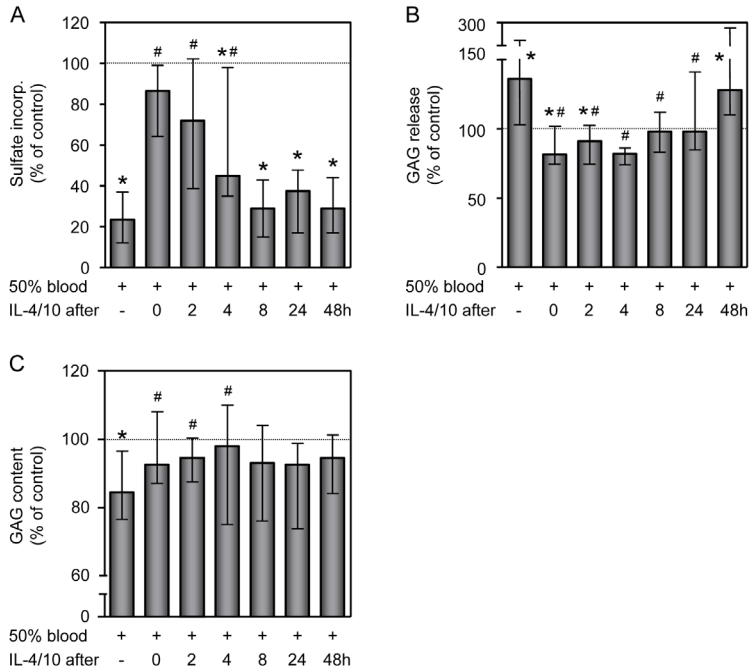 A
Sulfate incorp.
(% of control)
120
100
80
60
40
20
0
*
#
#
*#
*
*
*
50% blood + + + + + + +
IL-4/10 after - 0 2 4 8 24 48h
B
GAG release
(% of control)
300
150
100
50
0
*
*#
*#
#
#
#
*
50% blood + + + + + + +
IL-4/10 after - 0 2 4 8 24 48h
C
GAG content
(% of control)
120
100
80
60
0
*
#
#
#
50% blood + + + + + + +
IL-4/10 after - 0 2 4 8 24 48h